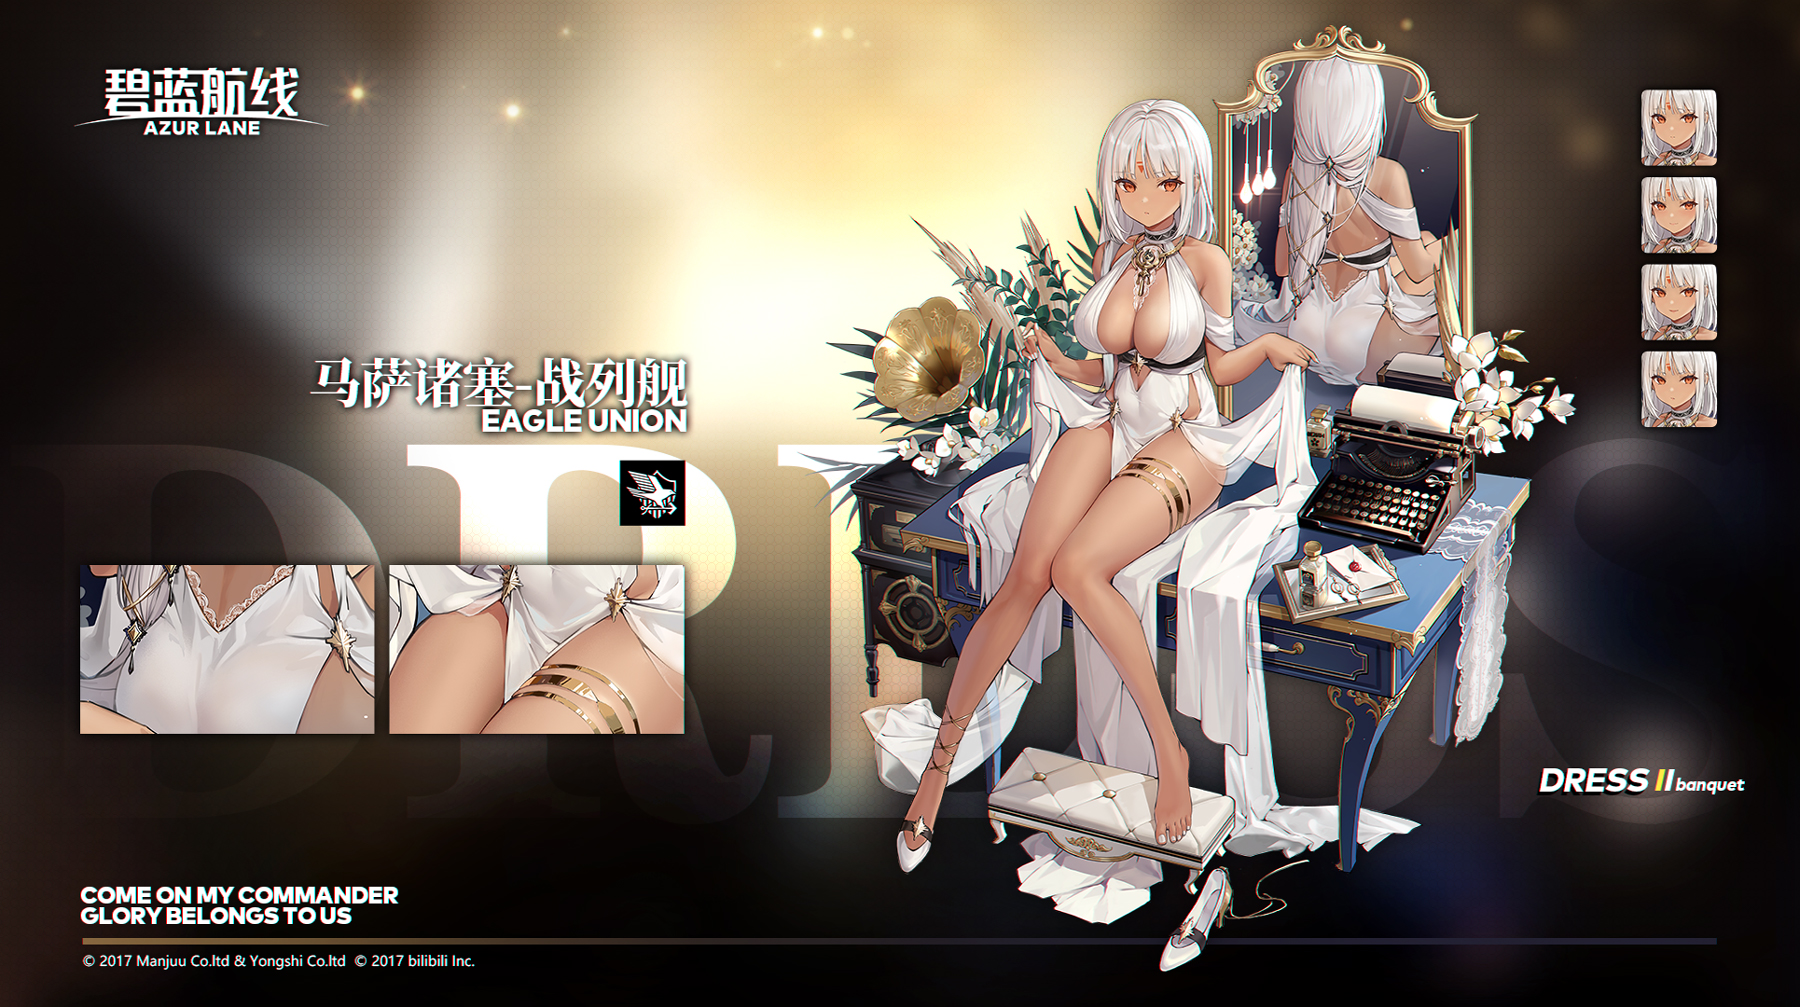 碧蓝航线
AZUR LANE
马萨诸塞-战列舰
EAGLE UNION
DRESS
DRESS II banquet
COME ON MY COMMANDER
GLORY BELONGS TO US
© 2017 Manjuu Co.ltd & Yongshi Co.ltd © 2017 bilibili Inc.